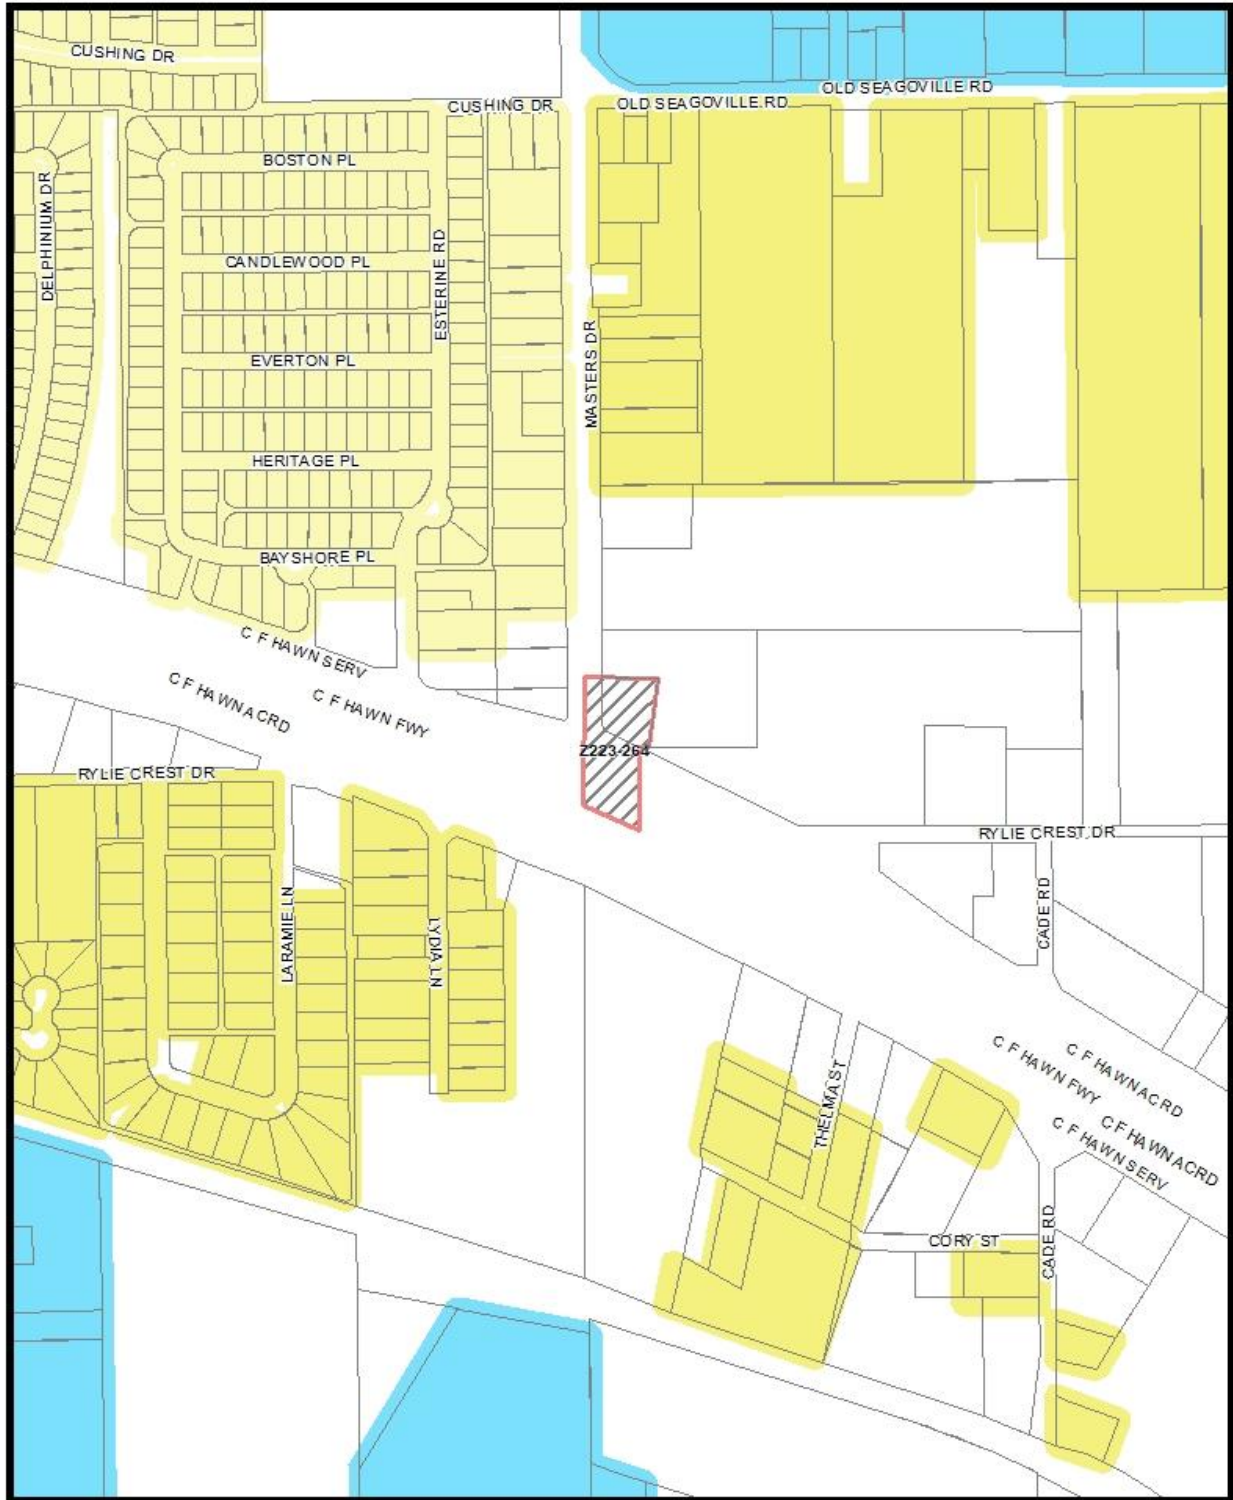 CUSHING DR
CUSHING DR
OLD SEAGOVILLE RD
OLD SEAGOVILLE RD
BOSTON PL
DELPHINIUM DR
ESTERINE RD
CANDLEWOOD PL
MASTERS DR
EVERTON PL
HERITAGE PL
BAYSHORE PL
C F HAWN SERV
C F HAWN ACRD
C F HAWN FWY
Z223-264
RYLIE CREST DR
RYLIE CREST DR
LARAMIE LN
LYDIA LN
CADE RD
THELMA ST
C F HAWN FWY
C F HAWN ACRD
C F HAWN SERV
C F HAWN ACRD
CORY ST
CADE RD